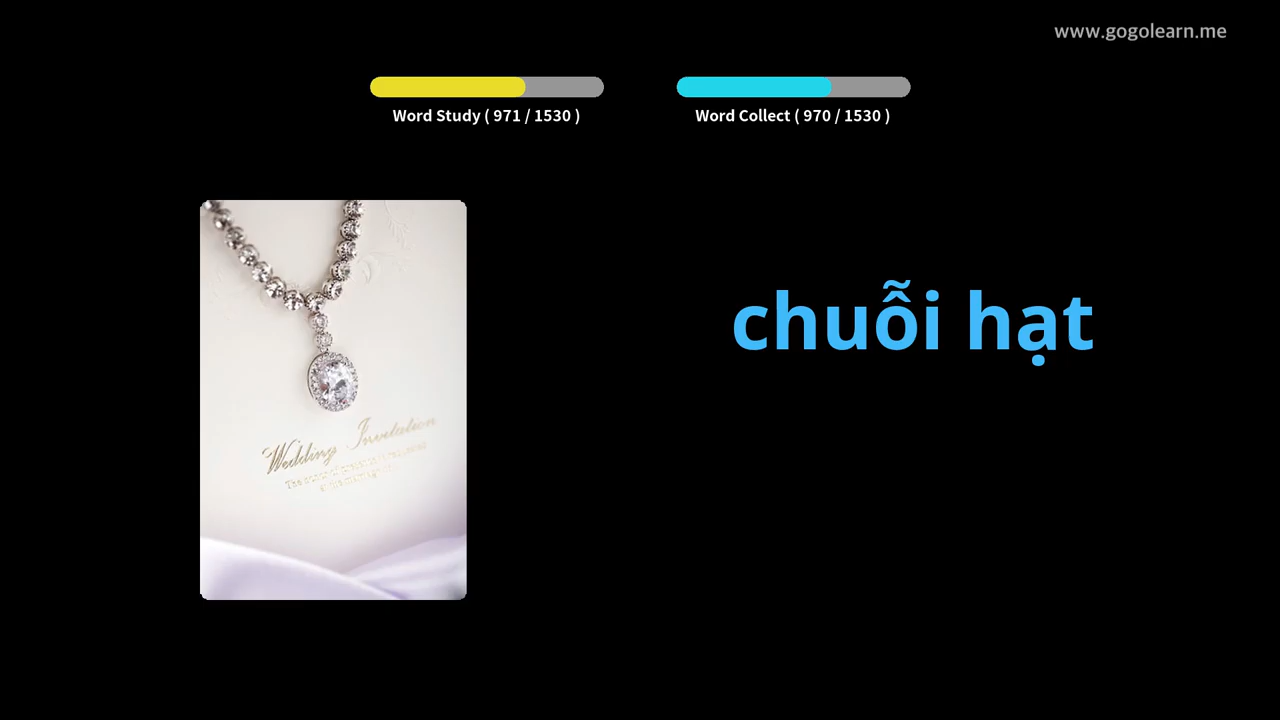 www.gogolearn.me
Word Study ( 971 / 1530 )
Word Collect ( 970 / 1530 )
chuỗi hạt
Wedding Invitation